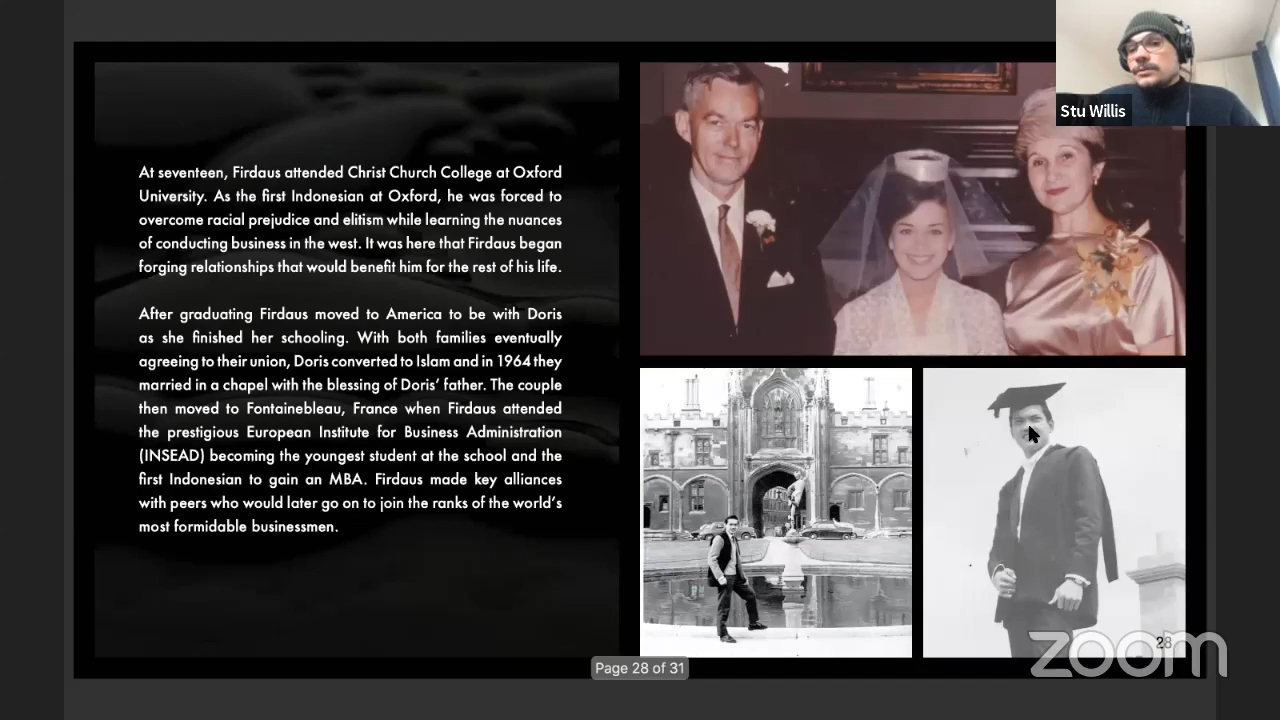 Stu Willis
At seventeen, Firdaus attended Christ Church College at Oxford
University. As the first Indonesian at Oxford, he was forced to
overcome racial prejudice and elitism while learning the nuances
of conducting business in the west. It was here that Firdaus began
forging relationships that would benefit him for the rest of his life.
After graduating Firdaus moved to America to be with Doris
as she finished her schooling. With both families eventually
agreeing to their union, Doris converted to Islam and in 1964 they
married in a chapel with the blessing of Doris’ father. The couple
then moved to Fontainebleau, France when Firdaus attended
the prestigious European Institute for Business Administration
(INSEAD) becoming the youngest student at the school and the
first Indonesian to gain an MBA. Firdaus made key alliances
with peers who would later go on to join the ranks of the world’s
most formidable businessmen.
28
zoom
Page 28 of 31